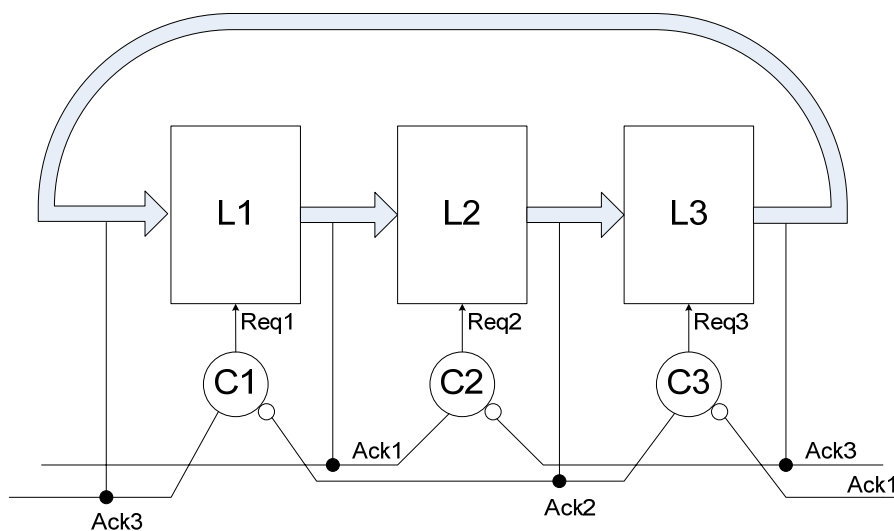 L1
L2
L3
Req1
Req2
Req3
C1
C2
C3
Ack1
Ack3
Ack1
Ack2
Ack3